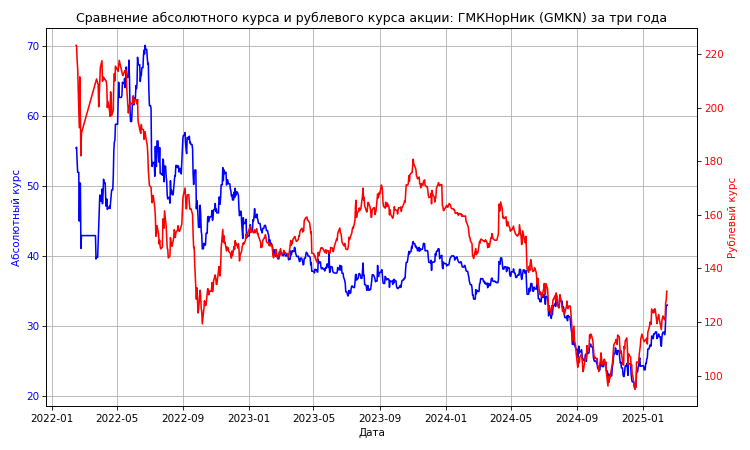 Сравнение абсолютного курса и рублевого курса акции: ГМКНорНик (GMKN) за три года
70
60
50
40
30
20
Абсолютный курс
220
200
180
160
140
120
100
Рублевый курс
2022-01 2022-05 2022-09 2023-01 2023-05 2023-09 2024-01 2024-05 2024-09 2025-01
Дата